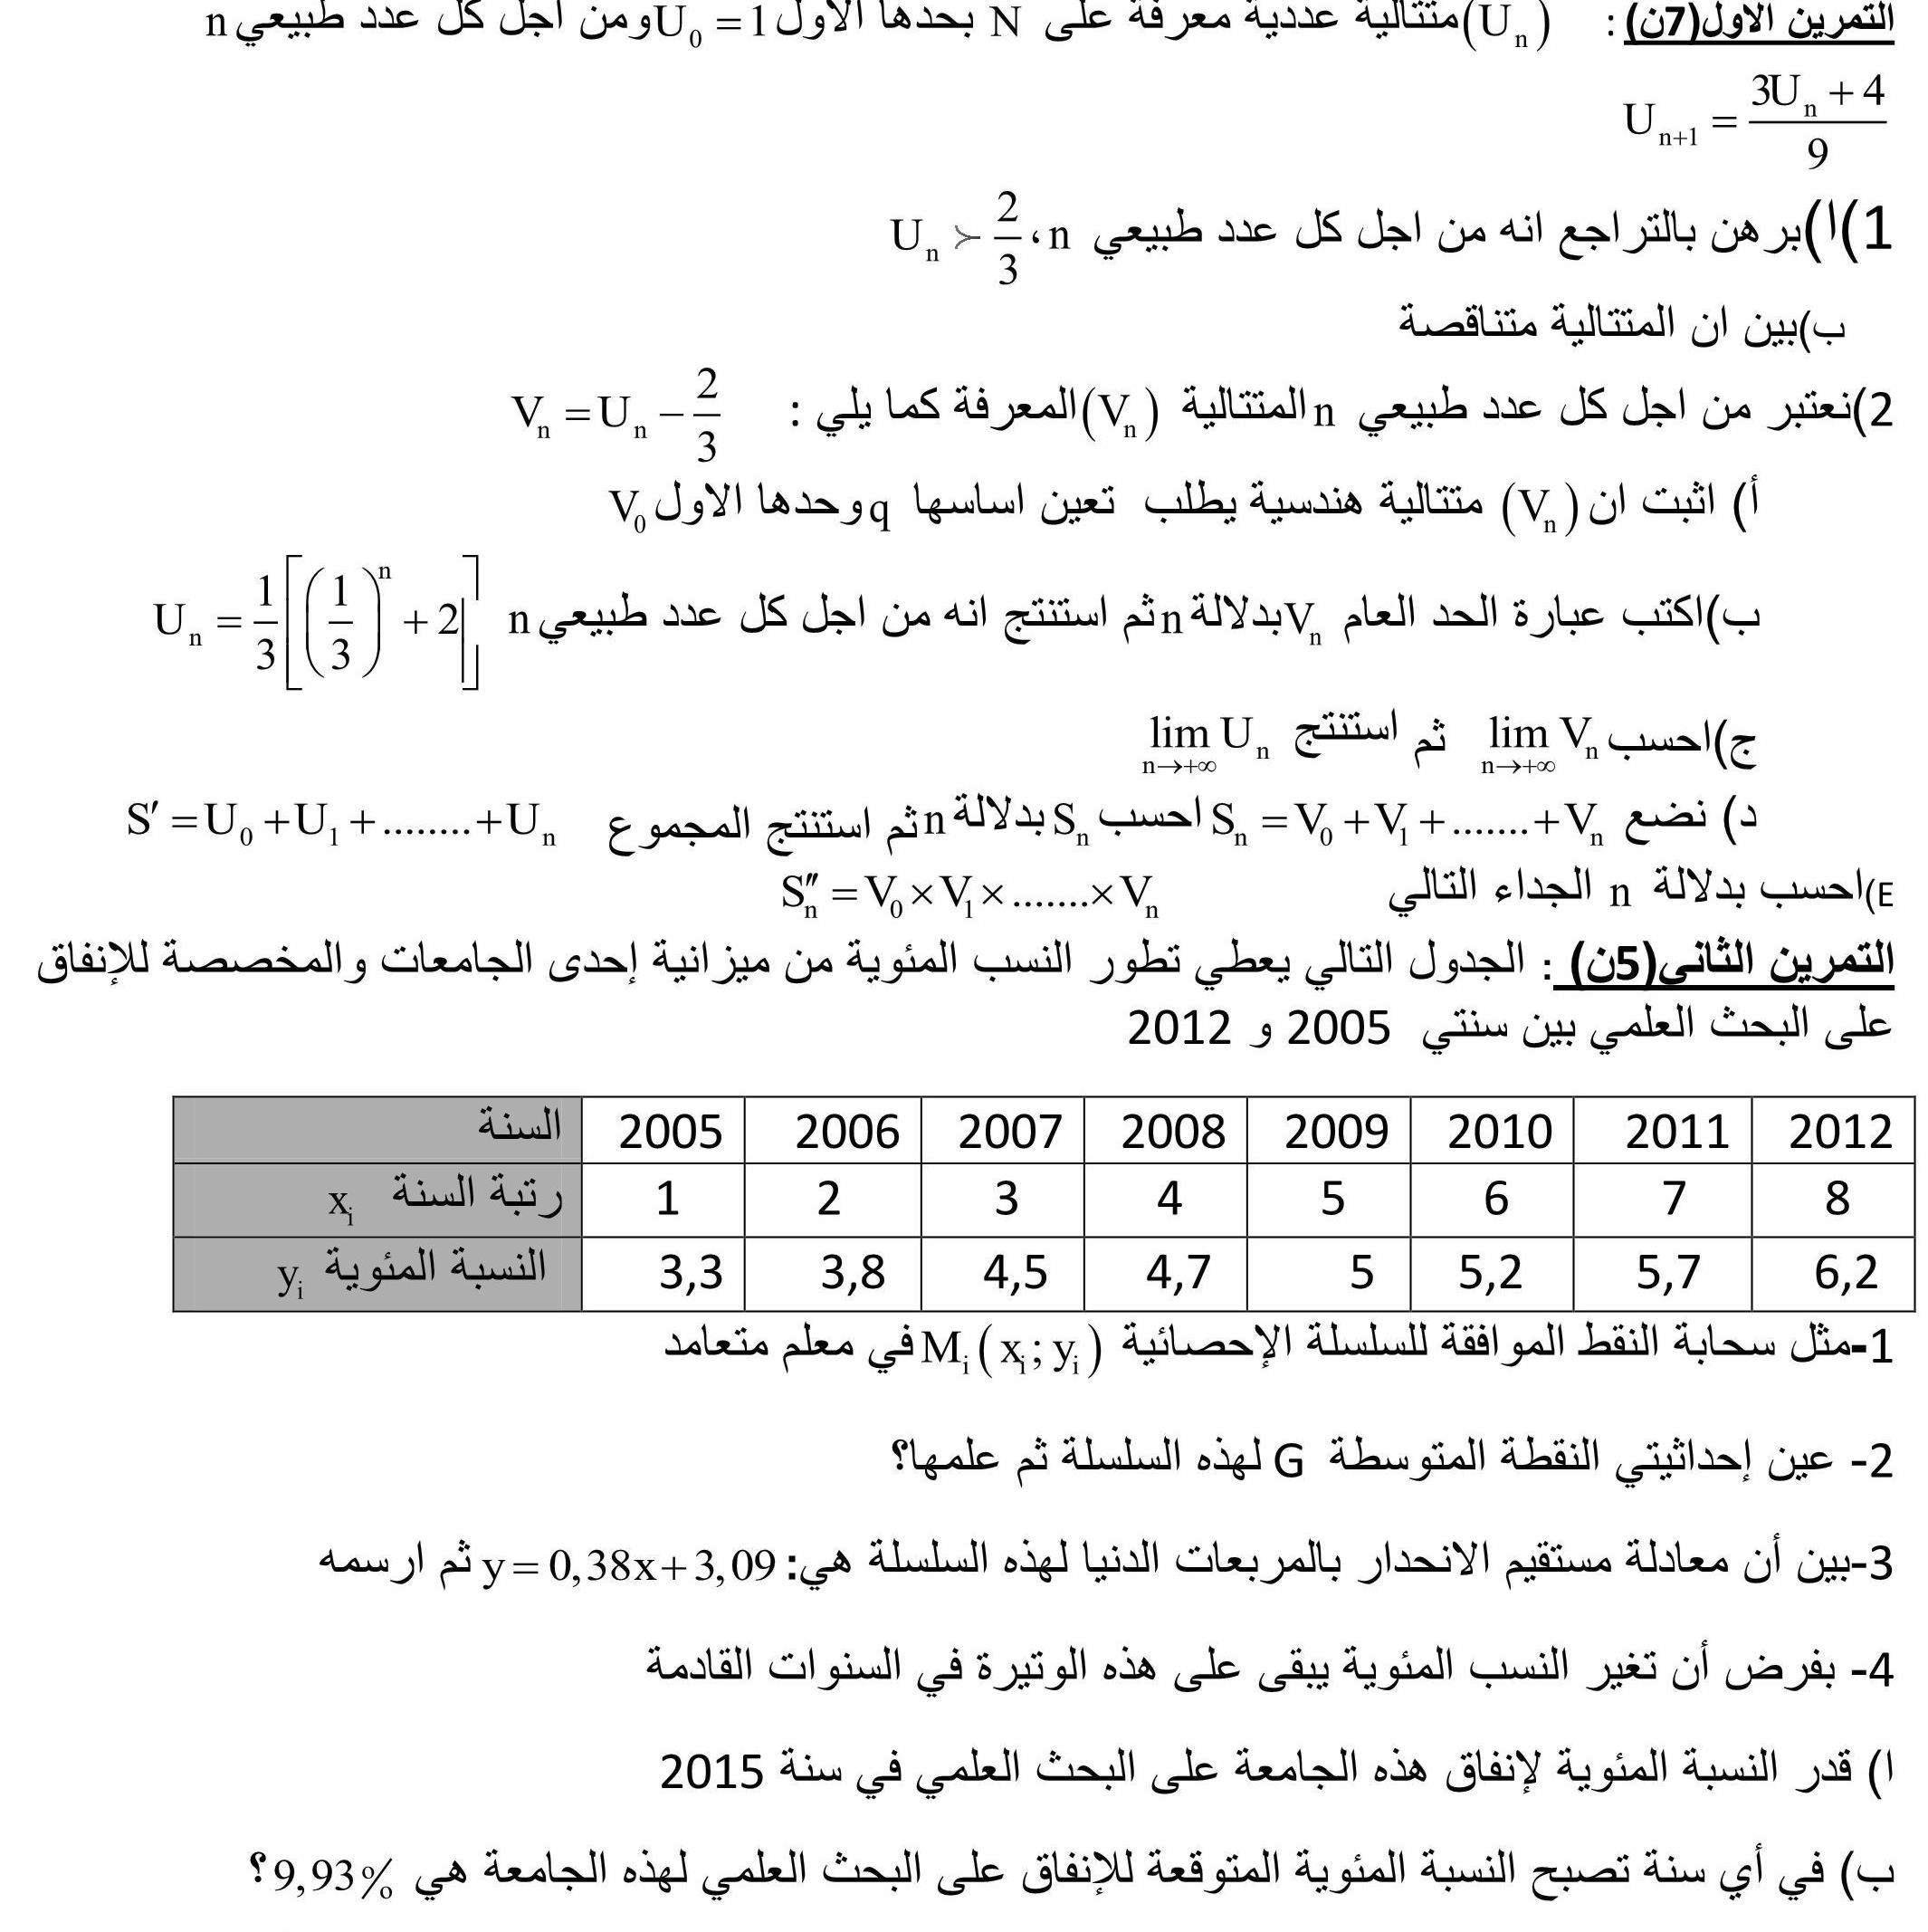 التمرين الاول(7ن): (Uₙ)متتالية عددية معرفة على N بحدها الاول U₀ = 1ومن اجل كل عدد طبيعي n
Uₙ₊₁ = (3Uₙ + 4)/9
1)ا)برهن بالتراجع انه من اجل كل عدد طبيعي n، Uₙ ≻ 2/3
ب)بين ان المتتالية متناقصة
2)نعتبر من اجل كل عدد طبيعي n المتتالية (Vₙ)المعرفة كما يلي : Vₙ = Uₙ − 2/3
أ) اثبت ان (Vₙ) متتالية هندسية يطلب تعين اساسها q وحدها الاول V₀
ب)اكتب عبارة الحد العام Vₙ بدلالة n ثم استنتج انه من اجل كل عدد طبيعي n Uₙ = 1/3[(1/3)ⁿ + 2]
ج)احسب lim Vₙ n→+∞ ثم استنتج lim Uₙ n→+∞
د) نضع Sₙ = V₀ + V₁ + ....... + Vₙ احسب Sₙ بدلالة n ثم استنتج المجموع S′ = U₀ + U₁ + ........ + Uₙ
E)احسب بدلالة n الجداء التالي S″ₙ = V₀ × V₁ × ....... × Vₙ
التمرين الثاني(5ن) : الجدول التالي يعطي تطور النسب المئوية من ميزانية إحدى الجامعات والمخصصة للإنفاق
على البحث العلمي بين سنتي 2005 و 2012
السنة 2005 2006 2007 2008 2009 2010 2011 2012
رتبة السنة xᵢ 1 2 3 4 5 6 7 8
النسبة المئوية yᵢ 3,3 3,8 4,5 4,7 5 5,2 5,7 6,2
1-مثل سحابة النقط الموافقة للسلسلة الإحصائية Mᵢ(xᵢ; yᵢ) في معلم متعامد
2- عين إحداثيتي النقطة المتوسطة G لهذه السلسلة ثم علمها؟
3-بين أن معادلة مستقيم الانحدار بالمربعات الدنيا لهذه السلسلة هي: y = 0,38x + 3,09 ثم ارسمه
4- بفرض أن تغير النسب المئوية يبقى على هذه الوتيرة في السنوات القادمة
ا) قدر النسبة المئوية لإنفاق هذه الجامعة على البحث العلمي في سنة 2015
ب) في أي سنة تصبح النسبة المئوية المتوقعة للإنفاق على البحث العلمي لهذه الجامعة هي 9,93% ؟